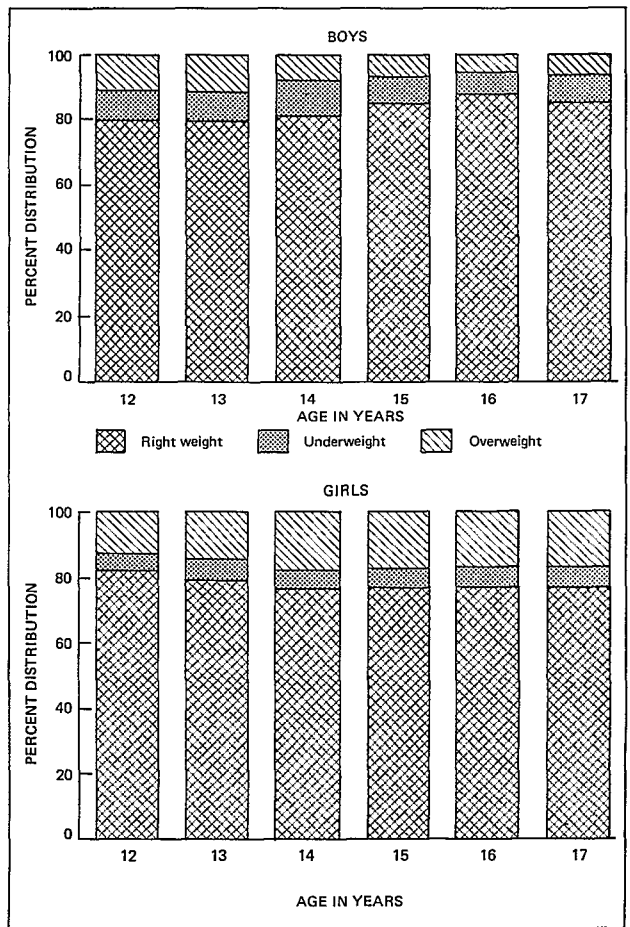 BOYS
PERCENT DISTRIBUTION
100
80
60
40
20
0
12 13 14 15 16 17
AGE IN YEARS
Right weight Underweight Overweight
GIRLS
PERCENT DISTRIBUTION
100
80
60
40
20
0
12 13 14 15 16 17
AGE IN YEARS